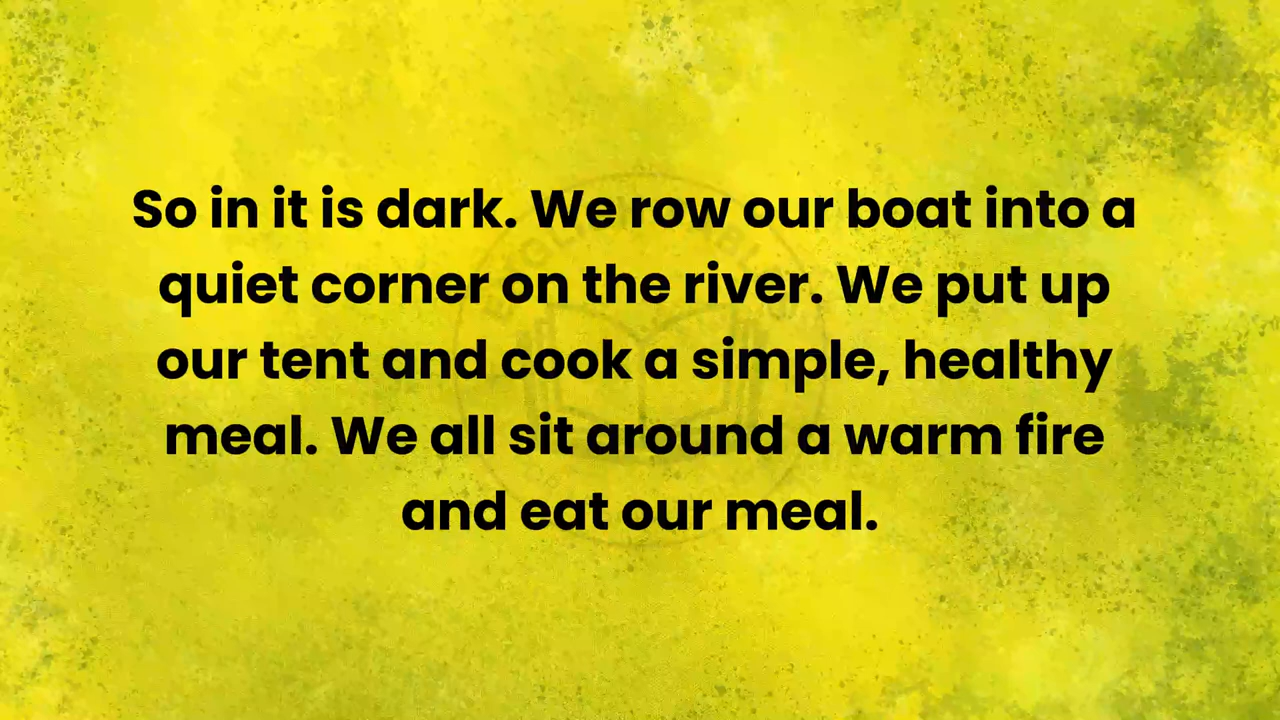 So in it is dark. We row our boat into a
quiet corner on the river. We put up
our tent and cook a simple, healthy
meal. We all sit around a warm fire
and eat our meal.